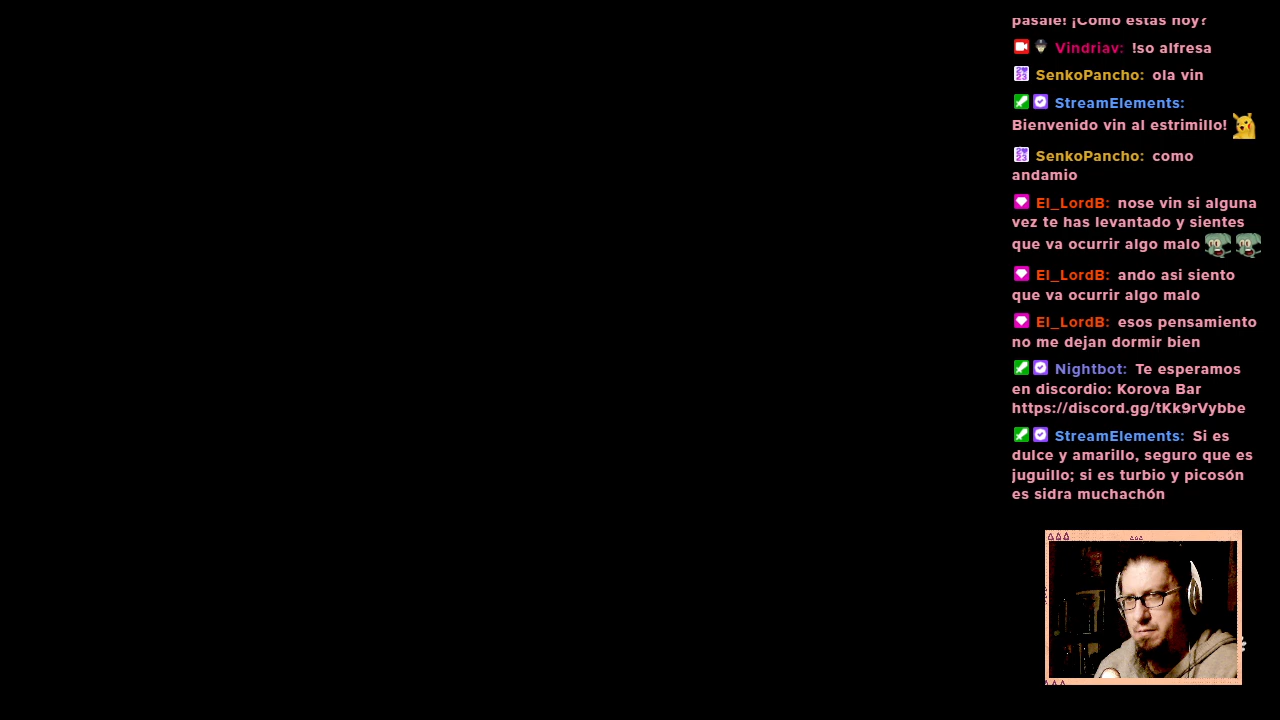 pasale! ¡Como estas hoy?
Vindriav: !so alfresa
SenkoPancho: ola vin
StreamElements:
Bienvenido vin al estrimillo!
SenkoPancho: como
andamio
El_LordB: nose vin si alguna
vez te has levantado y sientes
que va ocurrir algo malo
El_LordB: ando asi siento
que va ocurrir algo malo
El_LordB: esos pensamiento
no me dejan dormir bien
Nightbot: Te esperamos
en discordio: Korova Bar
https://discord.gg/tKk9rVybbe
StreamElements: Si es
dulce y amarillo, seguro que es
juguillo; si es turbio y picosón
es sidra muchachón